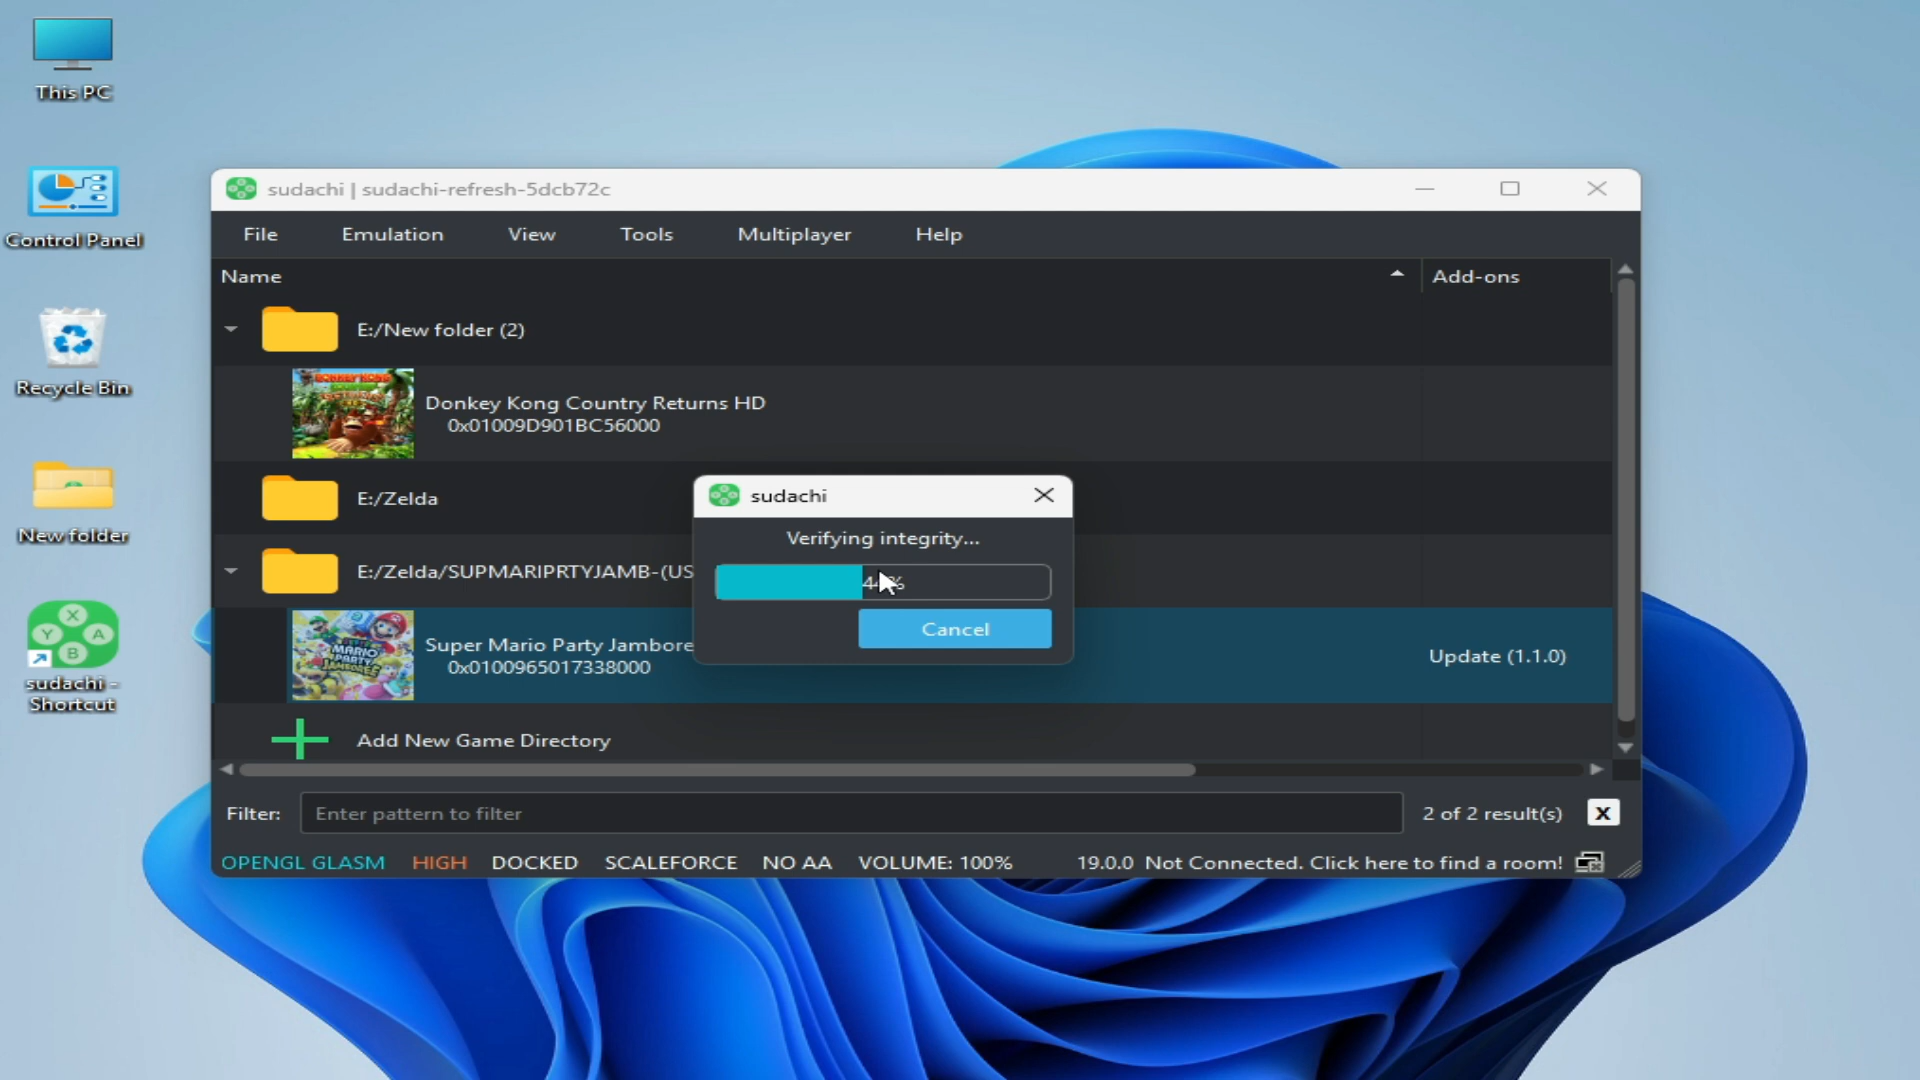 This PC
Control Panel
Recycle Bin
New folder
sudachi -
Shortcut
sudachi | sudachi-refresh-5dcb72c
File Emulation View Tools Multiplayer Help
Name Add-ons
E:/New folder (2)
Donkey Kong Country Returns HD
0x01009D901BC56000
E:/Zelda
E:/Zelda/SUPMARIPRTYJAMB-(US
Super Mario Party Jambore
0x0100965017338000
Update (1.1.0)
Add New Game Directory
sudachi
Verifying integrity...
Cancel
Filter: Enter pattern to filter 2 of 2 result(s) X
OPENGL GLASM HIGH DOCKED SCALEFORCE NO AA VOLUME: 100% 19.0.0 Not Connected. Click here to find a room!